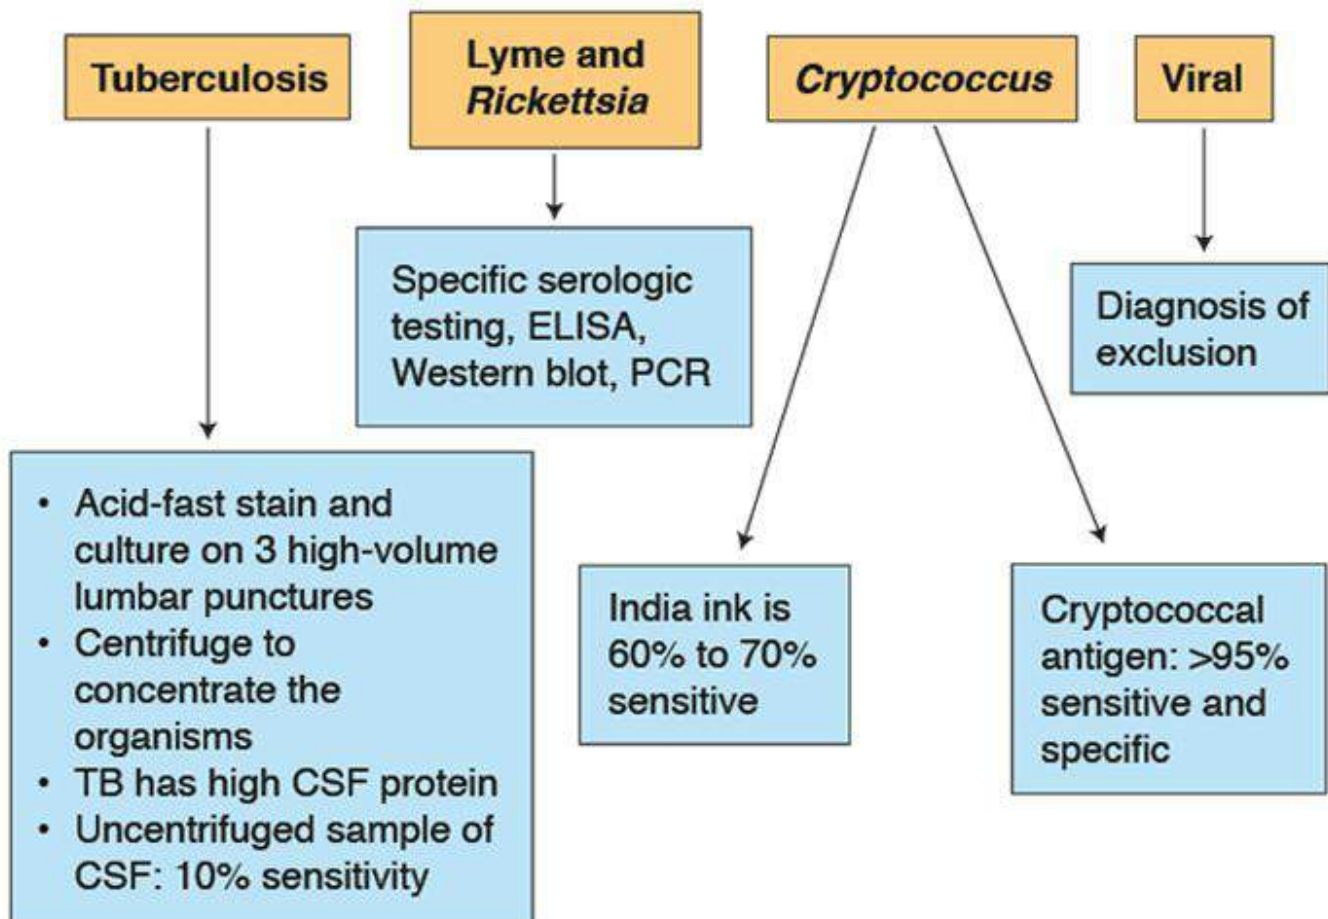 Tuberculosis
Lyme and
Rickettsia
Cryptococcus
Viral
Specific serologic
testing, ELISA,
Western blot, PCR
Diagnosis of
exclusion
• Acid-fast stain and
culture on 3 high-volume
lumbar punctures
• Centrifuge to
concentrate the
organisms
• TB has high CSF protein
• Uncentrifuged sample of
CSF: 10% sensitivity
India ink is
60% to 70%
sensitive
Cryptococcal
antigen: >95%
sensitive and
specific